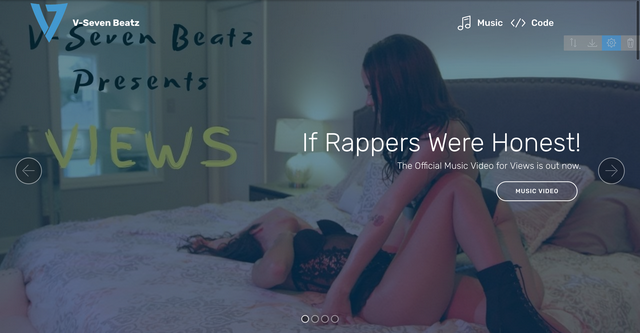 V-Seven Beatz
Music
Code
V-Seven Beatz
Presents
VIEWS
If Rappers Were Honest!
The Official Music Video for Views is out now.
MUSIC VIDEO